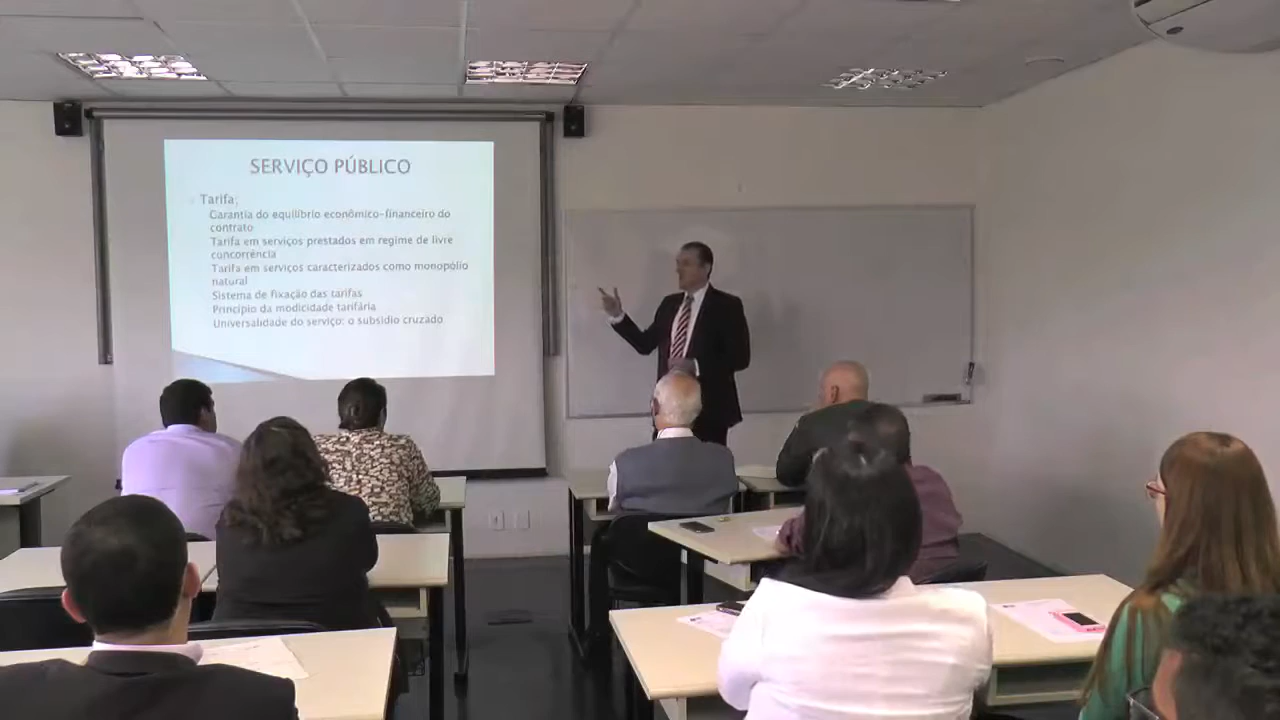 SERVIÇO PÚBLICO
Tarifa:
Garantia do equilíbrio econômico-financeiro do
contrato
Tarifa em serviços prestados em regime de livre
concorrência
Tarifa em serviços caracterizados como monopólio
natural
Sistema de fixação das tarifas
Princípio da modicidade tarifária
Universalidade do serviço: o subsídio cruzado